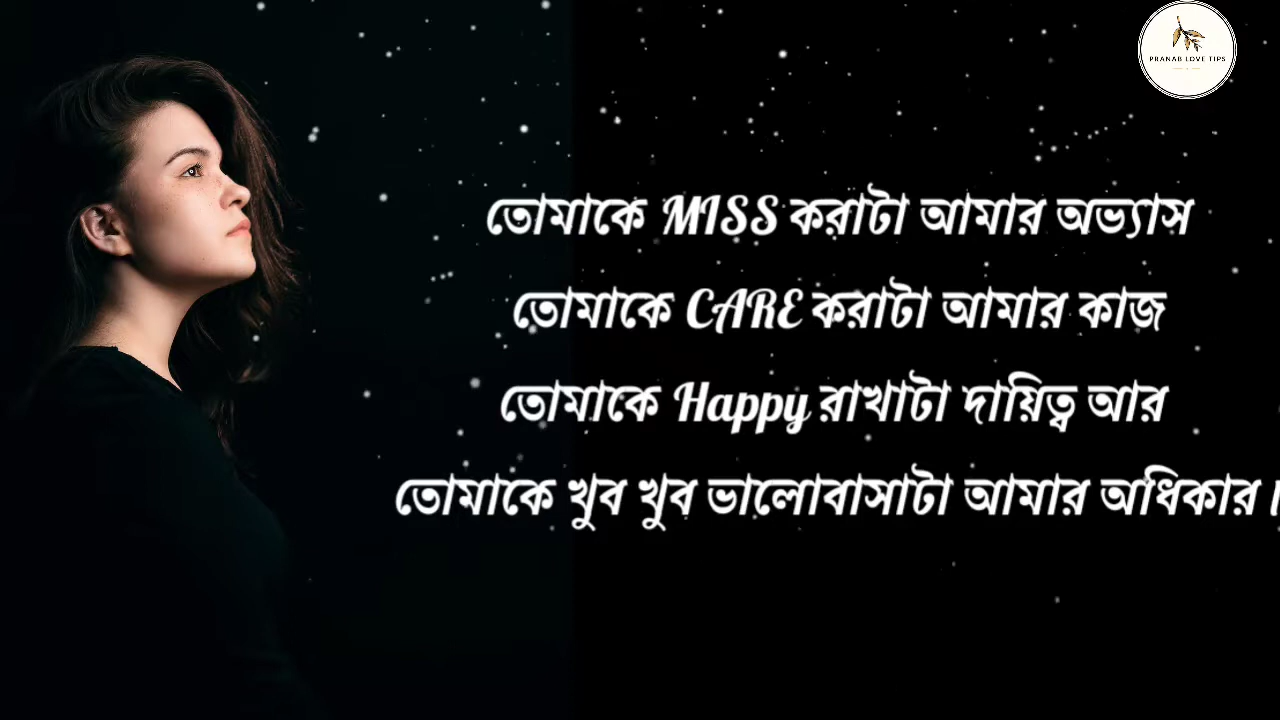 PRANAB LOVE TIPS
তোমাকে MISS করাটা আমার অভ্যাস
তোমাকে CARE করাটা আমার কাজ
তোমাকে Happy রাখাটা দায়িত্ব আর
তোমাকে খুব খুব ভালোবাসাটা আমার অধিকার